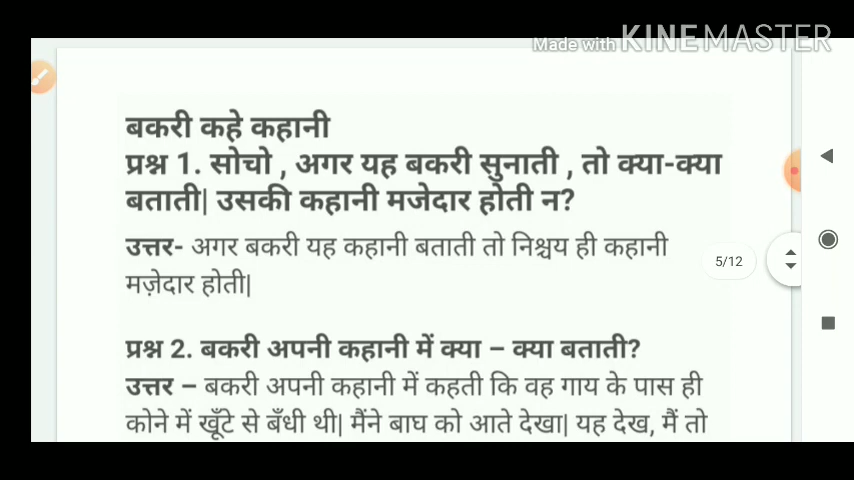 Made with KINEMASTER
बकरी कहे कहानी
प्रश्न 1. सोचो , अगर यह बकरी सुनाती , तो क्या-क्या
बताती| उसकी कहानी मजेदार होती न?
उत्तर- अगर बकरी यह कहानी बताती तो निश्चय ही कहानी
मज़ेदार होती|
5/12
प्रश्न 2. बकरी अपनी कहानी में क्या – क्या बताती?
उत्तर – बकरी अपनी कहानी में कहती कि वह गाय के पास ही
कोने में खूँटे से बँधी थी| मैंने बाघ को आते देखा| यह देख, मैं तो